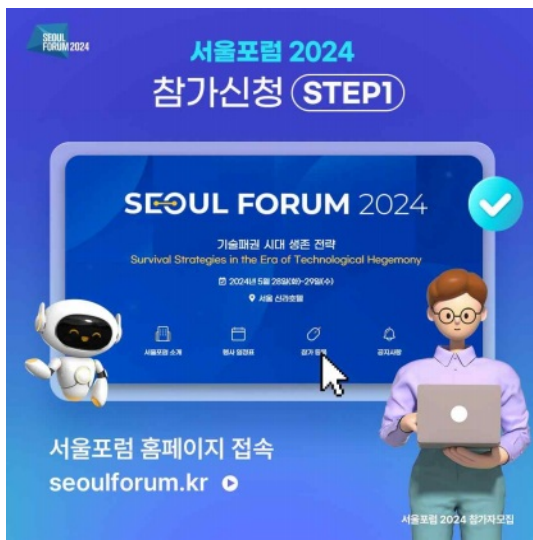 SEOUL
FORUM 2024
서울포럼 2024
참가신청 STEP1
SEOUL FORUM 2024
기술패권 시대 생존 전략
Survival Strategies in the Era of Technological Hegemony
2024년 5월 28일(화)-29일(수)
서울 신라호텔
서울포럼 소개
행사 일정표
참가 등록
공지사항
서울포럼 홈페이지 접속
seoulforum.kr
서울포럼 2024 참가자모집